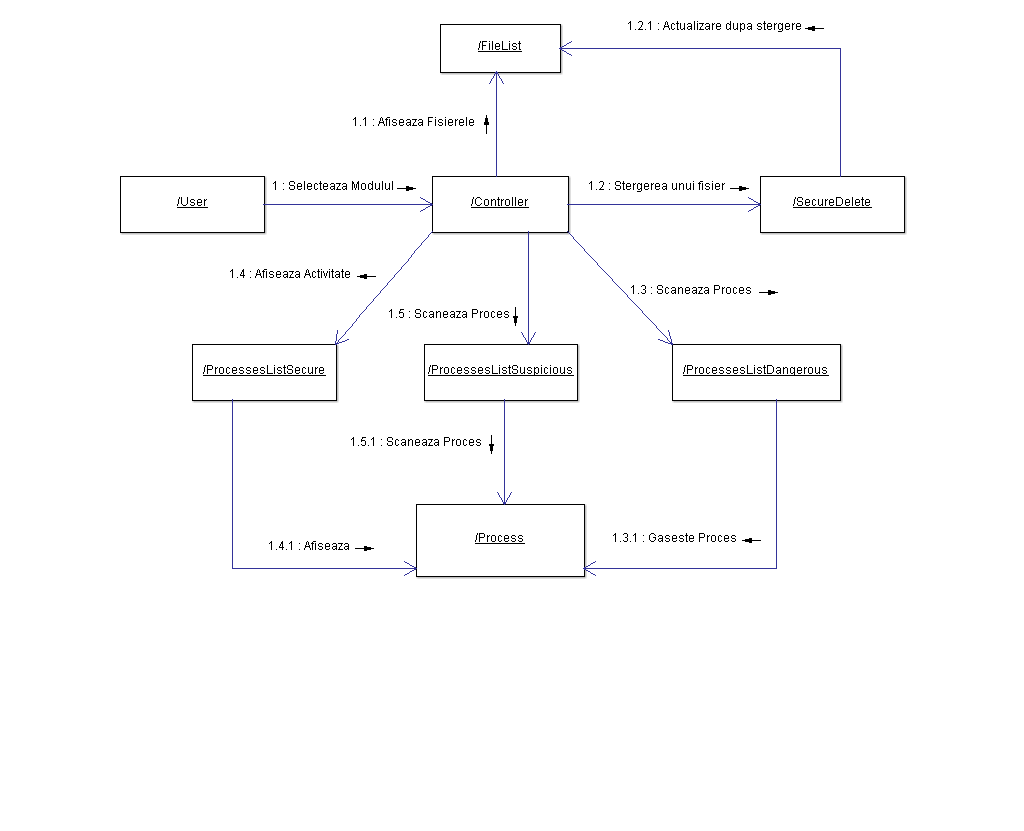 1.2.1 : Actualizare dupa stergere
/FileList
1.1 : Afiseaza Fisierele
1 : Selecteaza Modulul
1.2 : Stergerea unui fisier
/User
/Controller
/SecureDelete
1.4 : Afiseaza Activitate
1.3 : Scaneaza Proces
1.5 : Scaneaza Proces
/ProcessesListSecure
/ProcessesListSuspicious
/ProcessesListDangerous
1.5.1 : Scaneaza Proces
/Process
1.4.1 : Afiseaza
1.3.1 : Gaseste Proces